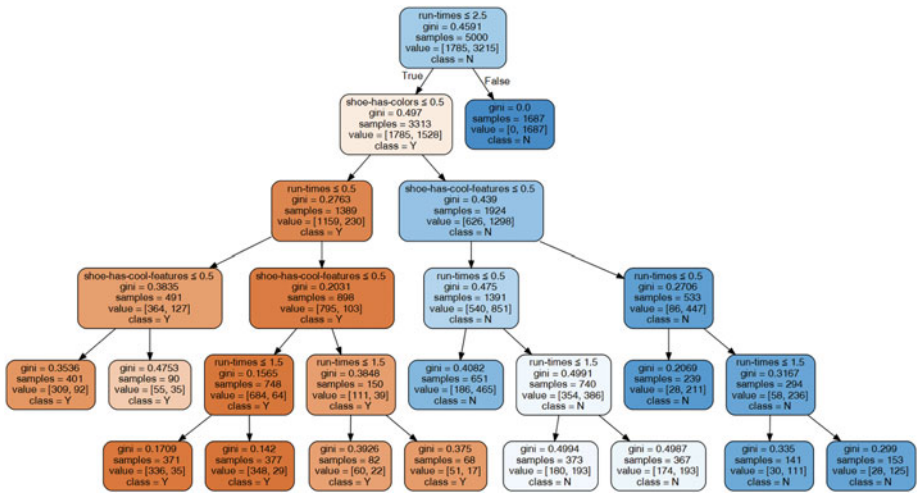 run-times ≤ 2.5
gini = 0.4591
samples = 5000
value = [1785, 3215]
class = N
True
False
shoe-has-colors ≤ 0.5
gini = 0.497
samples = 3313
value = [1785, 1528]
class = Y
gini = 0.0
samples = 1687
value = [0, 1687]
class = N
run-times ≤ 0.5
gini = 0.2763
samples = 1389
value = [1159, 230]
class = Y
shoe-has-cool-features ≤ 0.5
gini = 0.439
samples = 1924
value = [626, 1298]
class = N
shoe-has-cool-features ≤ 0.5
gini = 0.3835
samples = 491
value = [364, 127]
class = Y
shoe-has-cool-features ≤ 0.5
gini = 0.2031
samples = 898
value = [795, 103]
class = Y
run-times ≤ 0.5
gini = 0.475
samples = 1391
value = [540, 851]
class = N
run-times ≤ 0.5
gini = 0.2706
samples = 533
value = [86, 447]
class = N
gini = 0.3536
samples = 401
value = [309, 92]
class = Y
gini = 0.4753
samples = 90
value = [55, 35]
class = Y
run-times ≤ 1.5
gini = 0.1565
samples = 748
value = [684, 64]
class = Y
run-times ≤ 1.5
gini = 0.3848
samples = 150
value = [111, 39]
class = Y
gini = 0.4082
samples = 651
value = [186, 465]
class = N
run-times ≤ 1.5
gini = 0.4991
samples = 740
value = [354, 386]
class = N
gini = 0.2069
samples = 239
value = [28, 211]
class = N
run-times ≤ 1.5
gini = 0.3167
samples = 294
value = [58, 236]
class = N
gini = 0.1709
samples = 371
value = [336, 35]
class = Y
gini = 0.142
samples = 377
value = [348, 29]
class = Y
gini = 0.3926
samples = 82
value = [60, 22]
class = Y
gini = 0.375
samples = 68
value = [51, 17]
class = Y
gini = 0.4994
samples = 373
value = [180, 193]
class = N
gini = 0.4987
samples = 367
value = [174, 193]
class = N
gini = 0.335
samples = 141
value = [30, 111]
class = N
gini = 0.299
samples = 153
value = [28, 125]
class = N